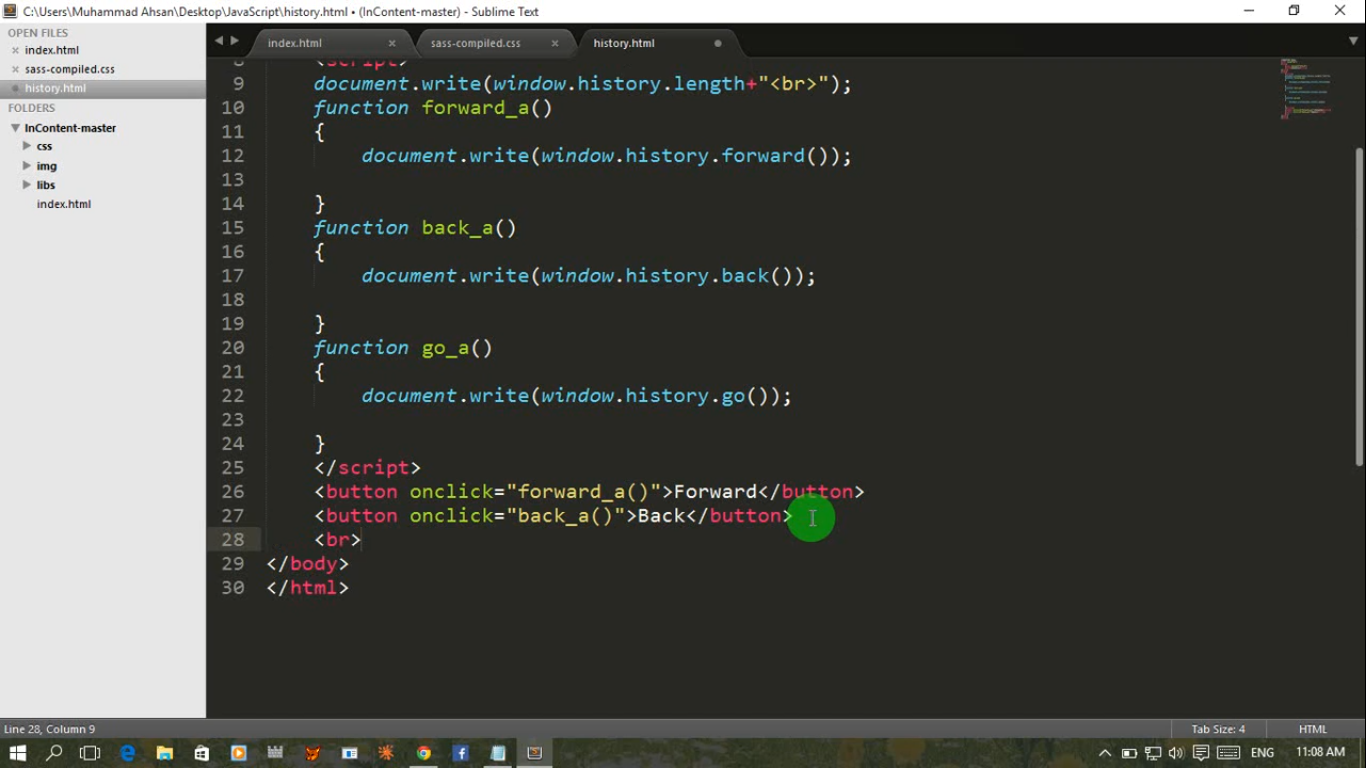 C:\Users\Muhammad Ahsan\Desktop\JavaScript\history.html • (InContent-master) - Sublime Text
OPEN FILES
index.html
sass-compiled.css
history.html
FOLDERS
InContent-master
css
img
libs
index.html
index.html
sass-compiled.css
history.html
8 <script>
9 document.write(window.history.length+"<br>");
10 function forward_a()
11 {
12 document.write(window.history.forward());
13
14 }
15 function back_a()
16 {
17 document.write(window.history.back());
18
19 }
20 function go_a()
21 {
22 document.write(window.history.go());
23
24 }
25 </script>
26 <button onclick="forward_a()">Forward</button>
27 <button onclick="back_a()">Back</button>
28 <br>
29 </body>
30 </html>
Line 28, Column 9
Tab Size: 4
HTML
ENG
11:08 AM